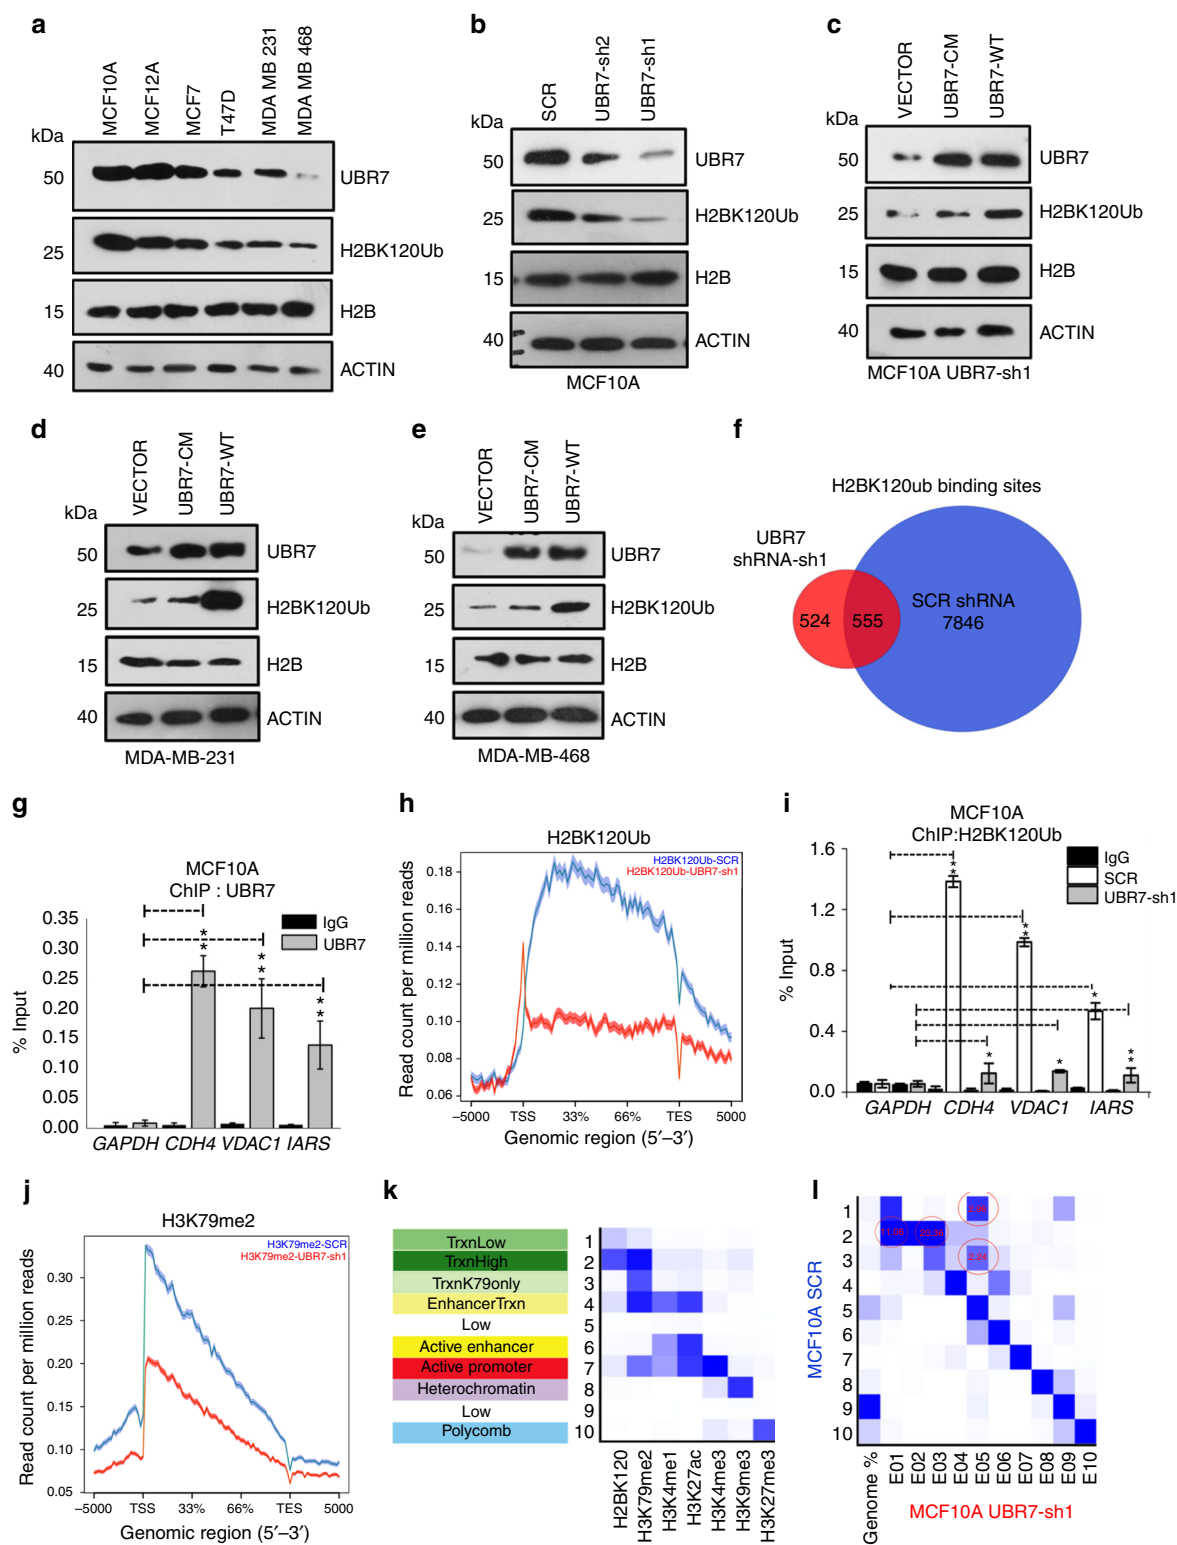 a
MCF10A
MCF12A
MCF7
T47D
MDA MB 231
MDA MB 468
kDa
50
UBR7
25
H2BK120Ub
15
H2B
40
ACTIN
b
SCR
UBR7-sh2
UBR7-sh1
kDa
50
UBR7
25
H2BK120Ub
15
H2B
40
ACTIN
MCF10A
c
VECTOR
UBR7-CM
UBR7-WT
kDa
50
UBR7
25
H2BK120Ub
15
H2B
40
ACTIN
MCF10A UBR7-sh1
d
VECTOR
UBR7-CM
UBR7-WT
kDa
50
UBR7
25
H2BK120Ub
15
H2B
40
ACTIN
MDA-MB-231
e
VECTOR
UBR7-CM
UBR7-WT
kDa
50
UBR7
25
H2BK120Ub
15
H2B
40
ACTIN
MDA-MB-468
f
H2BK120ub binding sites
UBR7
shRNA-sh1
524
555
SCR shRNA
7846
g
MCF10A
ChIP : UBR7
IgG
UBR7
% Input
0.35
0.30
0.25
0.20
0.15
0.10
0.05
0.00
**
**
**
GAPDH CDH4 VDAC1 IARS
h
H2BK120Ub
H2BK120Ub-SCR
H2BK120Ub-UBR7-sh1
Read count per million reads
0.18
0.16
0.14
0.12
0.10
0.08
0.06
–5000 TSS 33% 66% TES 5000
Genomic region (5′–3′)
i
MCF10A
ChIP:H2BK120Ub
IgG
SCR
UBR7-sh1
% Input
1.6
1.2
0.8
0.4
0.0
**
**
*
*
*
**
GAPDH CDH4 VDAC1 IARS
j
H3K79me2
H3K79me2-SCR
H3K79me2-UBR7-sh1
Read count per million reads
0.30
0.25
0.20
0.15
0.10
0.05
–5000 TSS 33% 66% TES 5000
Genomic region (5′–3′)
k
TrxnLow 1
TrxnHigh 2
TrxnK79only 3
EnhancerTrxn 4
Low 5
Active enhancer 6
Active promoter 7
Heterochromatin 8
Low 9
Polycomb 10
H2BK120
H3K79me2
H3K4me1
H3K27ac
H3K4me3
H3K9me3
H3K27me3
l
MCF10A SCR
1
2
3
4
5
6
7
8
9
10
11.06
20.36
2.24
Genome %
E01
E02
E03
E04
E05
E06
E07
E08
E09
E10
MCF10A UBR7-sh1